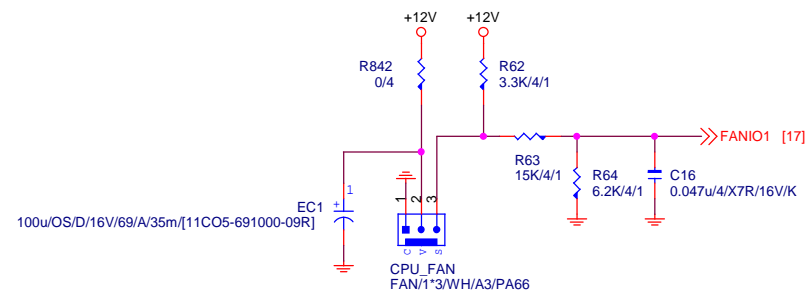 +12V
+12V
R842
0/4
R62
3.3K/4/1
FANIO1 [17]
R63
15K/4/1
R64
6.2K/4/1
C16
0.047u/4/X7R/16V/K
1
+
EC1
100u/OS/D/16V/69/A/35m/[11CO5-691000-09R]
1
2
3
C
V
S
CPU_FAN
FAN/1*3/WH/A3/PA66